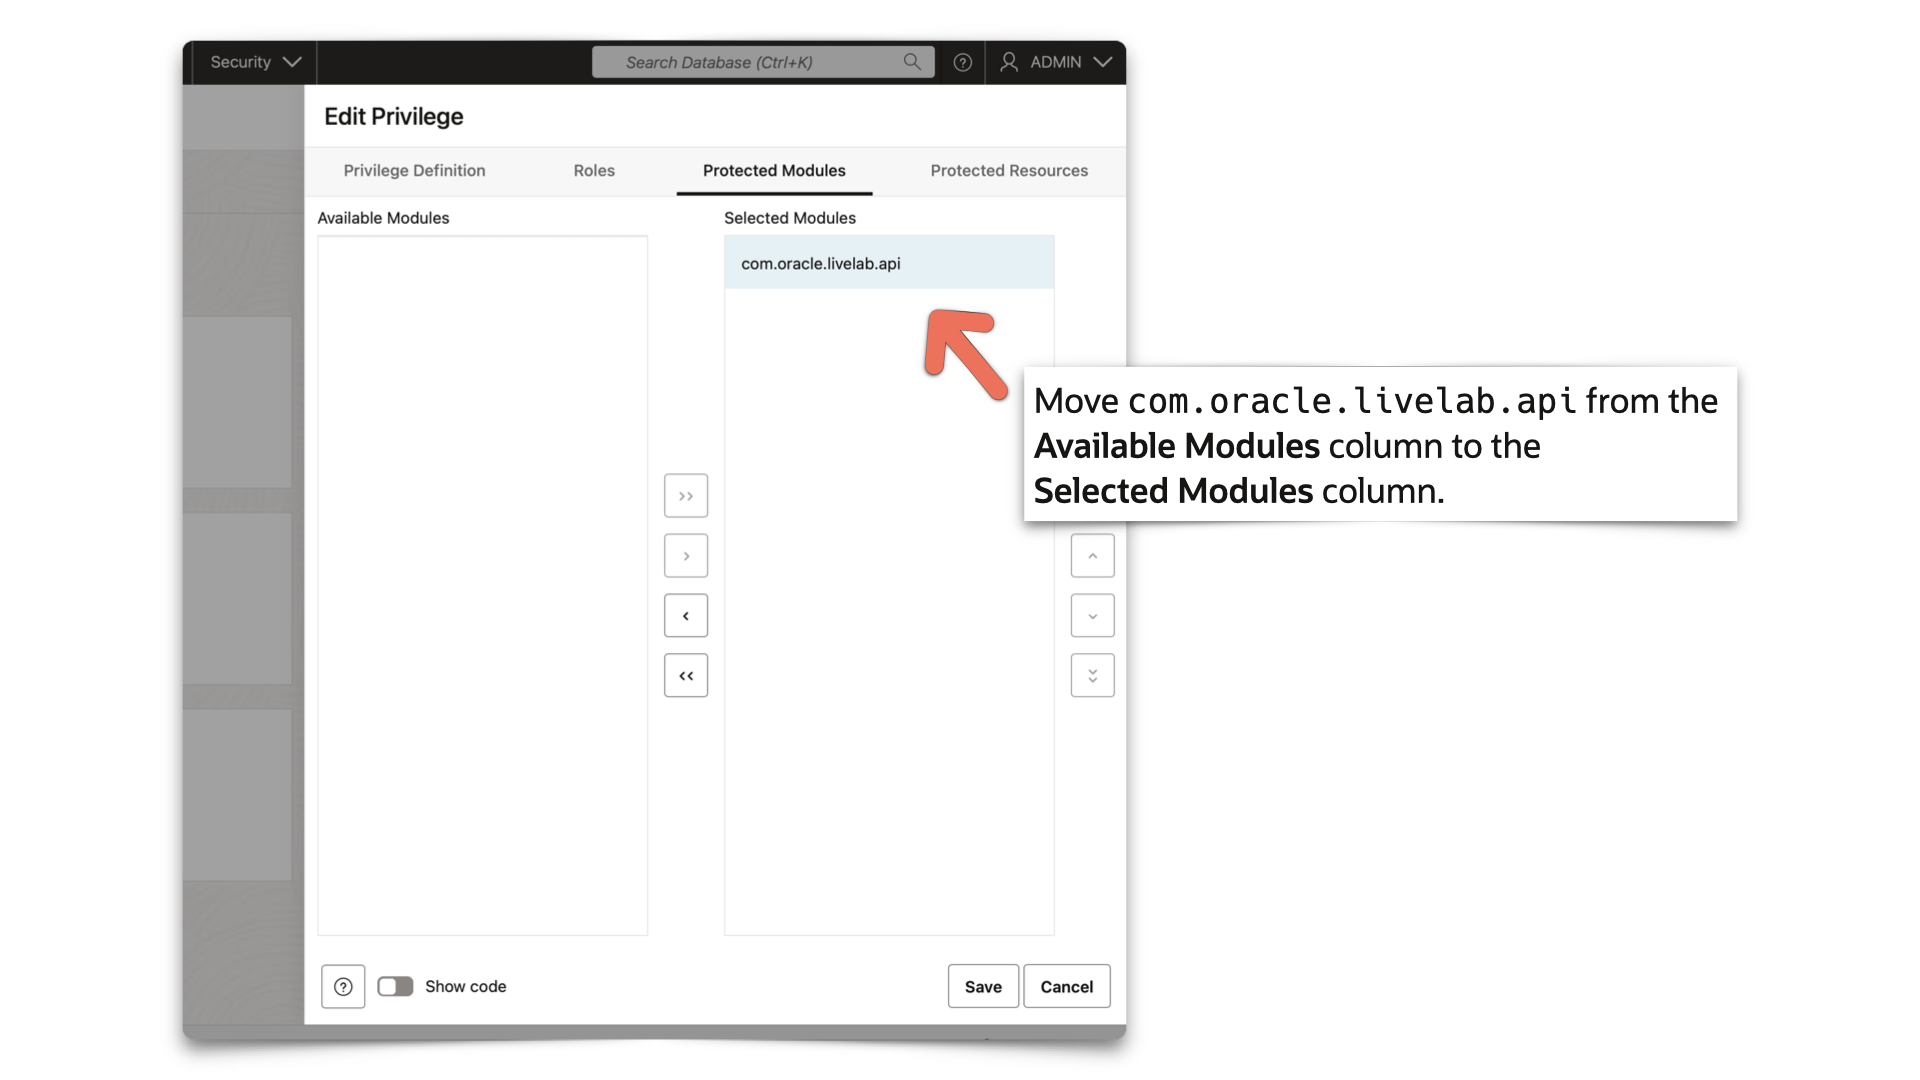 Security
Search Database (Ctrl+K)
ADMIN
Edit Privilege
Privilege Definition
Roles
Protected Modules
Protected Resources
Available Modules
Selected Modules
com.oracle.livelab.api
Move com.oracle.livelab.api from the
Available Modules column to the
Selected Modules column.
Show code
Save
Cancel